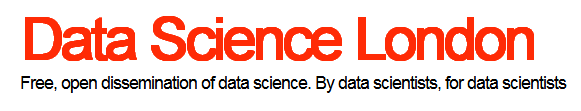 Data Science London
Free, open dissemination of data science. By data scientists, for data scientists